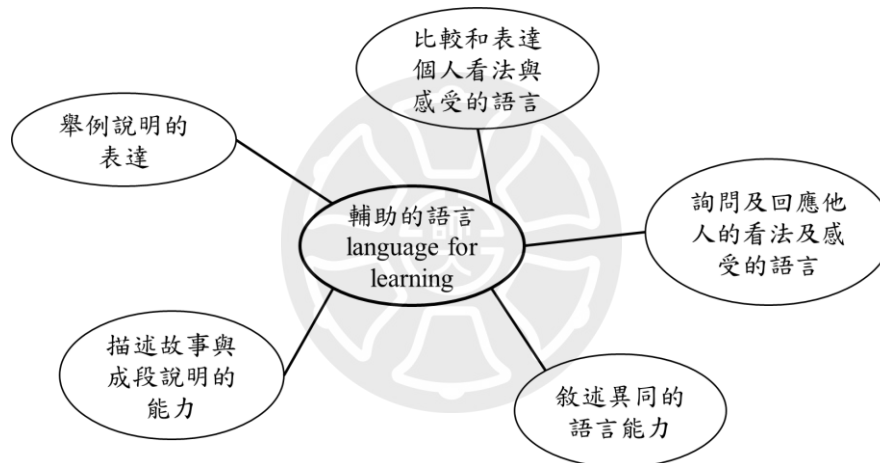 比較和表達
個人看法與
感受的語言
舉例說明的
表達
輔助的語言
language for
learning
詢問及回應他
人的看法及感
受的語言
描述故事與
成段說明的
能力
敘述異同的
語言能力